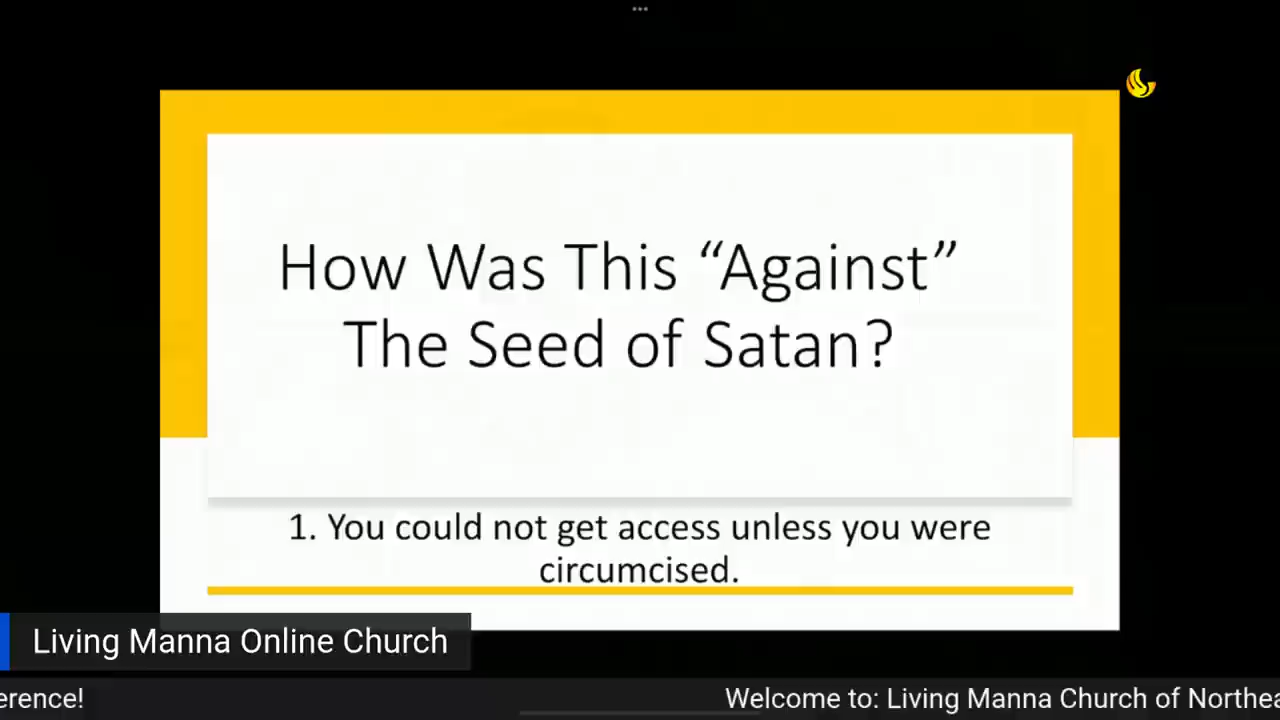 How Was This “Against”
The Seed of Satan?
1. You could not get access unless you were
circumcised.
Living Manna Online Church
erence!
Welcome to: Living Manna Church of Northea